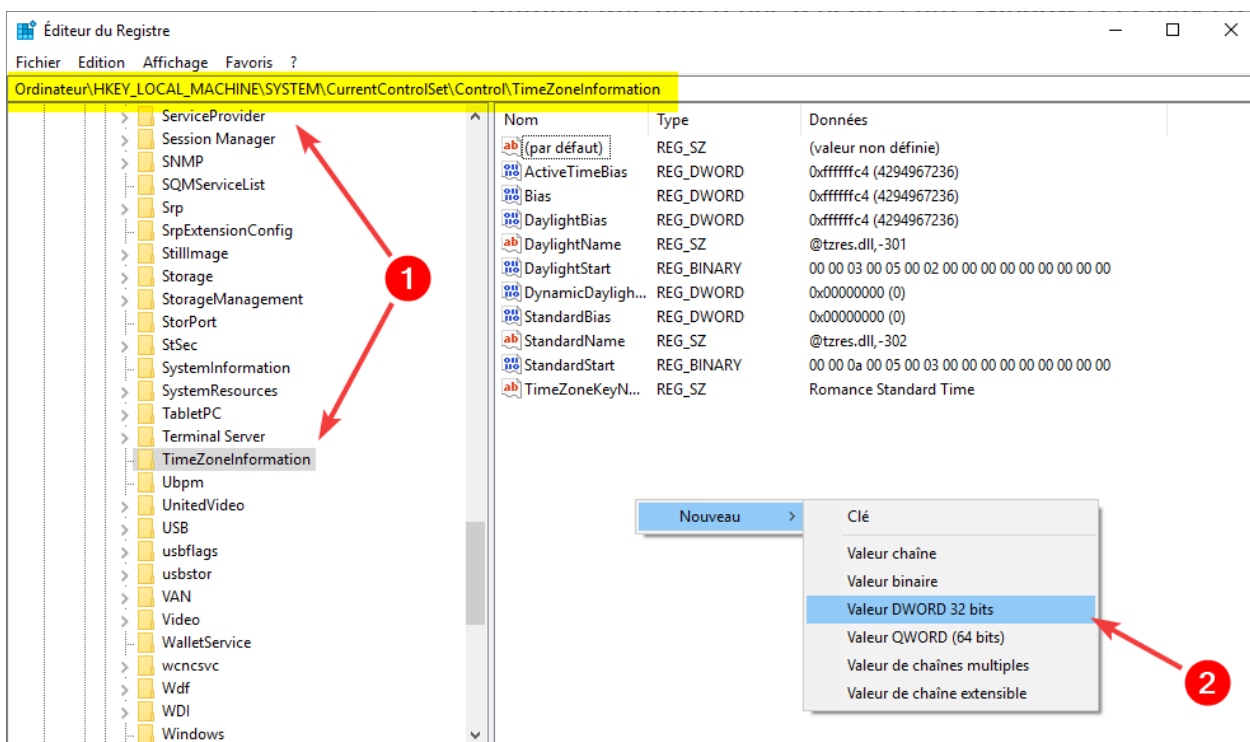 Éditeur du Registre
Fichier Edition Affichage Favoris ?
Ordinateur\HKEY_LOCAL_MACHINE\SYSTEM\CurrentControlSet\Control\TimeZoneInformation
ServiceProvider
Session Manager
SNMP
SQMServiceList
Srp
SrpExtensionConfig
StillImage
Storage
StorageManagement
StorPort
StSec
SystemInformation
SystemResources
TabletPC
Terminal Server
TimeZoneInformation
Ubpm
UnitedVideo
USB
usbflags
usbstor
VAN
Video
WalletService
wcncsvc
Wdf
WDI
Windows
1
Nom Type Données
(par défaut) REG_SZ (valeur non définie)
ActiveTimeBias REG_DWORD 0xffffffc4 (4294967236)
Bias REG_DWORD 0xffffffc4 (4294967236)
DaylightBias REG_DWORD 0xffffffc4 (4294967236)
DaylightName REG_SZ @tzres.dll,-301
DaylightStart REG_BINARY 00 00 03 00 05 00 02 00 00 00 00 00 00 00 00 00
DynamicDayligh... REG_DWORD 0x00000000 (0)
StandardBias REG_DWORD 0x00000000 (0)
StandardName REG_SZ @tzres.dll,-302
StandardStart REG_BINARY 00 00 0a 00 05 00 03 00 00 00 00 00 00 00 00 00
TimeZoneKeyN... REG_SZ Romance Standard Time
Nouveau
Clé
Valeur chaîne
Valeur binaire
Valeur DWORD 32 bits
Valeur QWORD (64 bits)
Valeur de chaînes multiples
Valeur de chaîne extensible
2